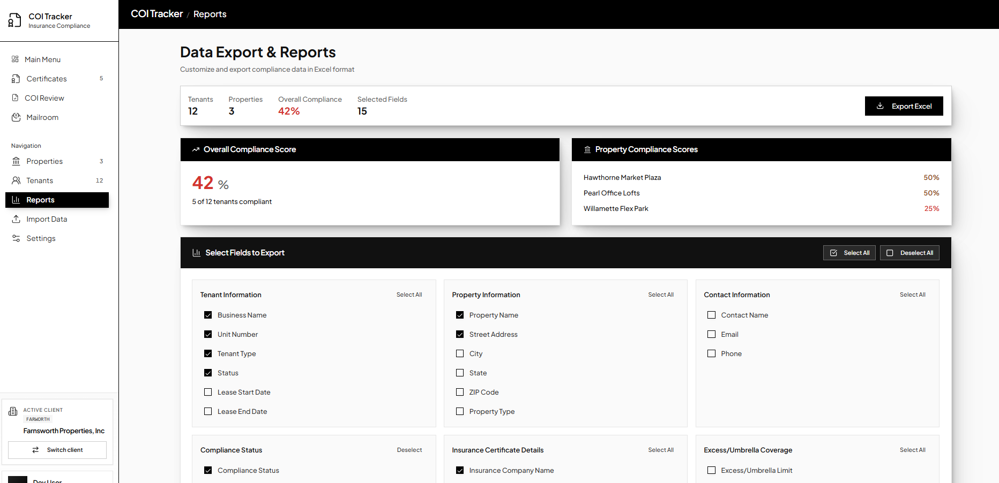 COI Tracker
Insurance Compliance
Main Menu
Certificates 5
COI Review
Mailroom
Navigation
Properties 3
Tenants 12
Reports
Import Data
Settings
ACTIVE CLIENT
FARWORTH
Farnsworth Properties, Inc
Switch client
Dev User
COI Tracker / Reports
Data Export & Reports
Customize and export compliance data in Excel format
Tenants Properties Overall Compliance Selected Fields
12 3 42% 15
Export Excel
Overall Compliance Score
42 %
5 of 12 tenants compliant
Property Compliance Scores
Hawthorne Market Plaza 50%
Pearl Office Lofts 50%
Willamette Flex Park 25%
Select Fields to Export
Select All
Deselect All
Tenant Information Select All
Business Name
Unit Number
Tenant Type
Status
Lease Start Date
Lease End Date
Property Information Select All
Property Name
Street Address
City
State
ZIP Code
Property Type
Contact Information Select All
Contact Name
Email
Phone
Compliance Status Deselect
Compliance Status
Insurance Certificate Details Select All
Insurance Company Name
Excess/Umbrella Coverage Select All
Excess/Umbrella Limit